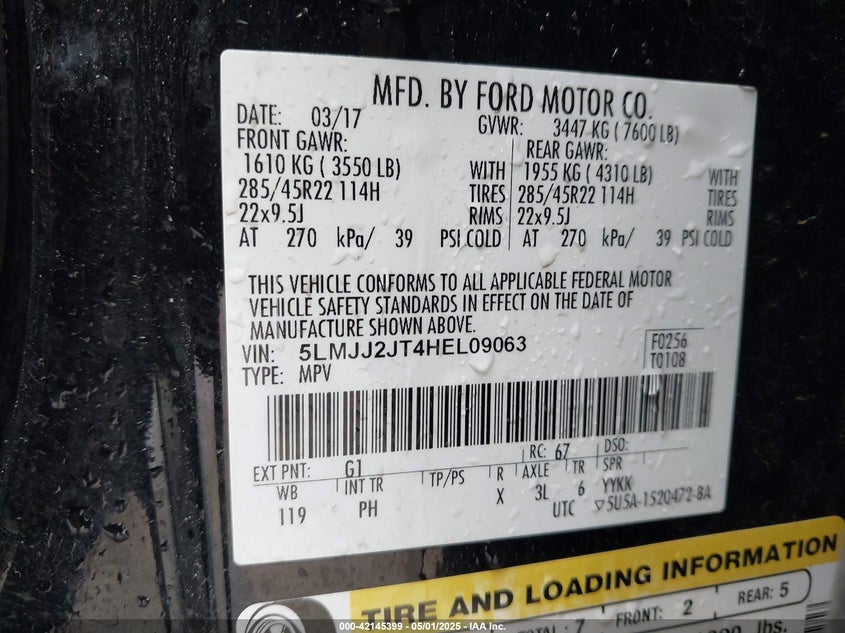 MFD. BY FORD MOTOR CO.
DATE: 03/17 GVWR: 3447 KG ( 7600 LB)
FRONT GAWR: REAR GAWR:
1610 KG ( 3550 LB) WITH 1955 KG ( 4310 LB) WITH
285/45R22 114H TIRES 285/45R22 114H TIRES
22x9.5J RIMS 22x9.5J RIMS
AT 270 kPa/ 39 PSI COLD AT 270 kPa/ 39 PSI COLD
THIS VEHICLE CONFORMS TO ALL APPLICABLE FEDERAL MOTOR
VEHICLE SAFETY STANDARDS IN EFFECT ON THE DATE OF
MANUFACTURE SHOWN ABOVE.
VIN: 5LMJJ2JT4HEL09063 F0256
TYPE: MPV T0108
EXT PNT: G1 RC: 67 DSO:
WB INT TR TP/PS R AXLE TR SPR
119 PH X 3L 6 YYKK
UTC ▽5U5A-1520472-BA
TIRE AND LOADING INFORMATION
TOTAL: 7 FRONT: 2 REAR: 5
lbs.
000-42145399 - 05/01/2025 - IAA Inc.